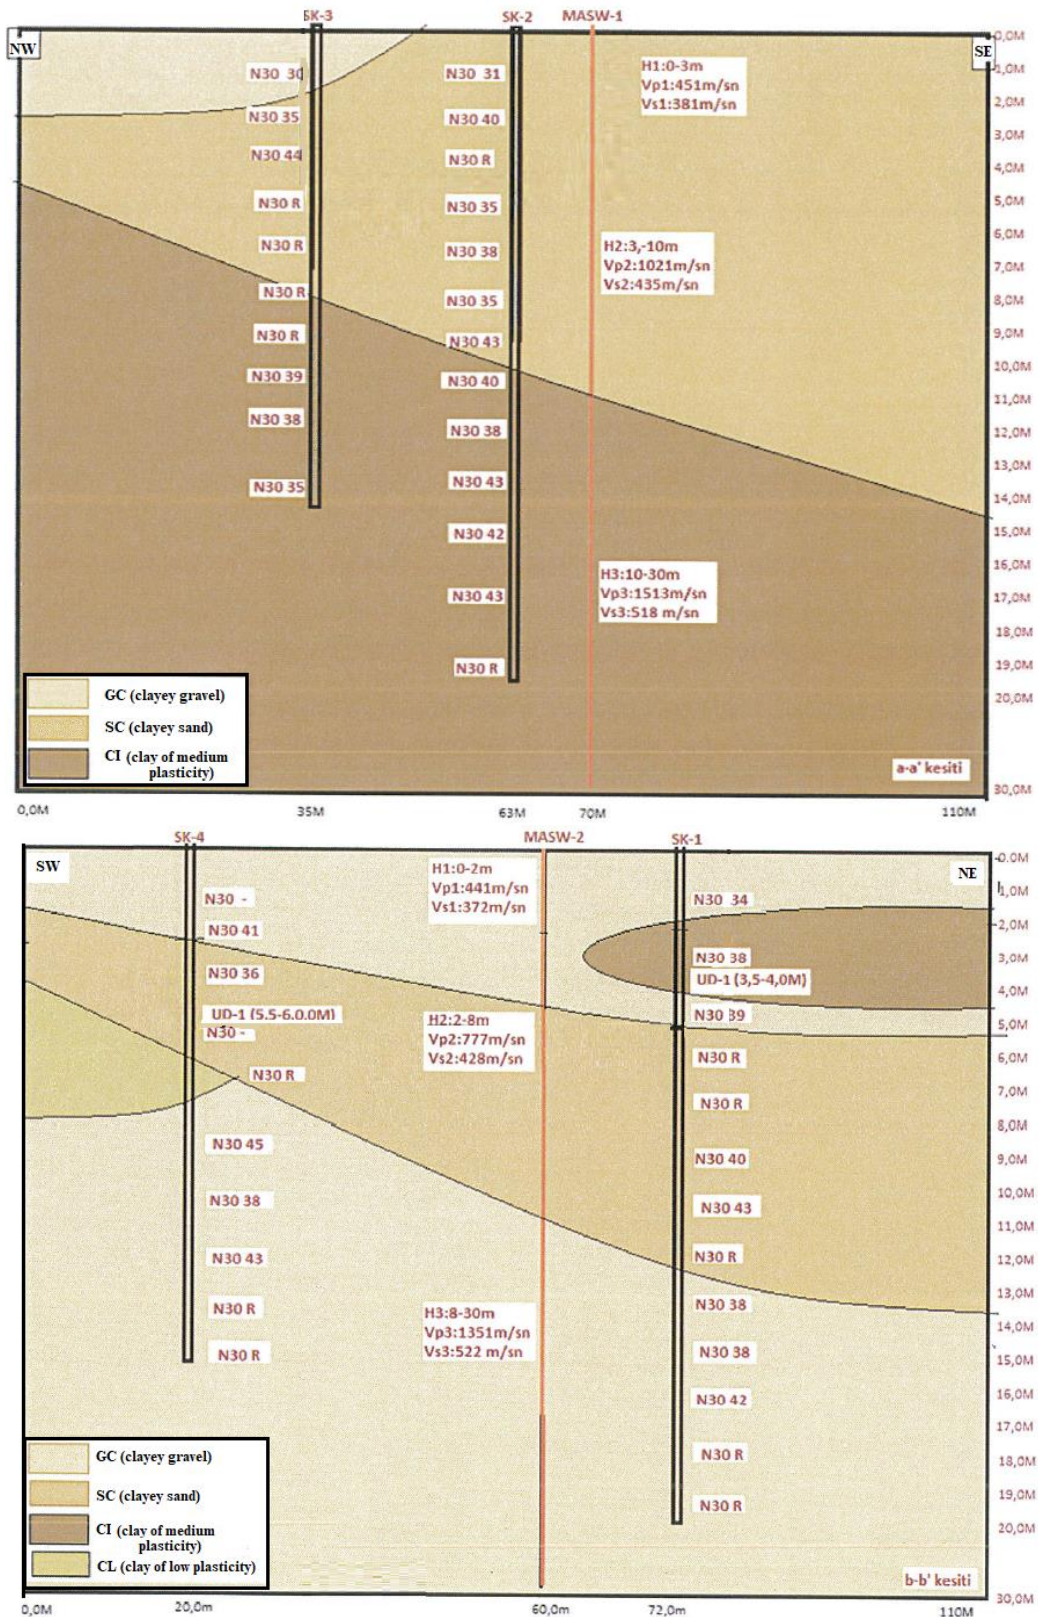 SK-3
SK-2
MASW-1
NW
SE
0,0M
1,0M
2,0M
3,0M
4,0M
5,0M
6,0M
7,0M
8,0M
9,0M
10,0M
11,0M
12,0M
13,0M
14,0M
15,0M
16,0M
17,0M
18,0M
19,0M
20,0M
30,0M
N30 30
N30 35
N30 44
N30 R
N30 R
N30 R
N30 R
N30 39
N30 38
N30 35
N30 31
N30 40
N30 R
N30 35
N30 38
N30 35
N30 43
N30 40
N30 38
N30 43
N30 42
N30 43
N30 R
H1:0-3m
Vp1:451m/sn
Vs1:381m/sn
H2:3,-10m
Vp2:1021m/sn
Vs2:435m/sn
H3:10-30m
Vp3:1513m/sn
Vs3:518 m/sn
GC (clayey gravel)
SC (clayey sand)
CI (clay of medium
plasticity)
a-a' kesiti
0,0M
35M
63M
70M
110M
SK-4
MASW-2
SK-1
SW
NE
0.0M
1,0M
2,0M
3,0M
4,0M
5,0M
6,0M
7,0M
8,0M
9,0M
10,0M
11,0M
12,0M
13,0M
14,0M
15,0M
16,0M
17,0M
18,0M
19,0M
20,0M
30,0M
N30 -
N30 41
N30 36
UD-1 (5.5-6.0.0M)
N30 -
N30 R
N30 45
N30 38
N30 43
N30 R
N30 R
H1:0-2m
Vp1:441m/sn
Vs1:372m/sn
H2:2-8m
Vp2:777m/sn
Vs2:428m/sn
H3:8-30m
Vp3:1351m/sn
Vs3:522 m/sn
N30 34
N30 38
UD-1 (3,5-4,0M)
N30 39
N30 R
N30 R
N30 40
N30 43
N30 R
N30 38
N30 38
N30 42
N30 R
N30 R
GC (clayey gravel)
SC (clayey sand)
CI (clay of medium
plasticity)
CL (clay of low plasticity)
b-b' kesiti
0,0M
20,0m
60,0m
72,0m
110M